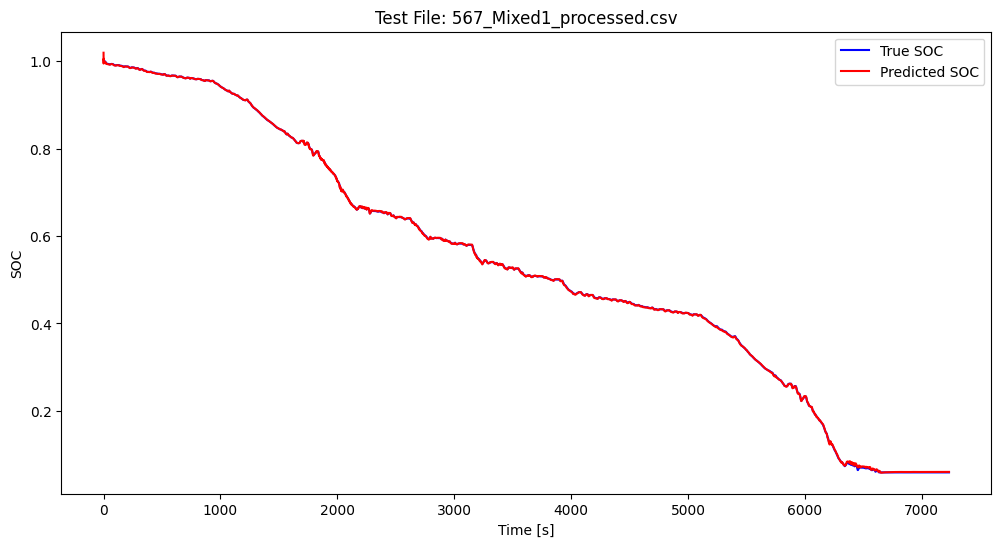 Test File: 567_Mixed1_processed.csv
True SOC
Predicted SOC
SOC
1.0
0.8
0.6
0.4
0.2
0 1000 2000 3000 4000 5000 6000 7000
Time [s]